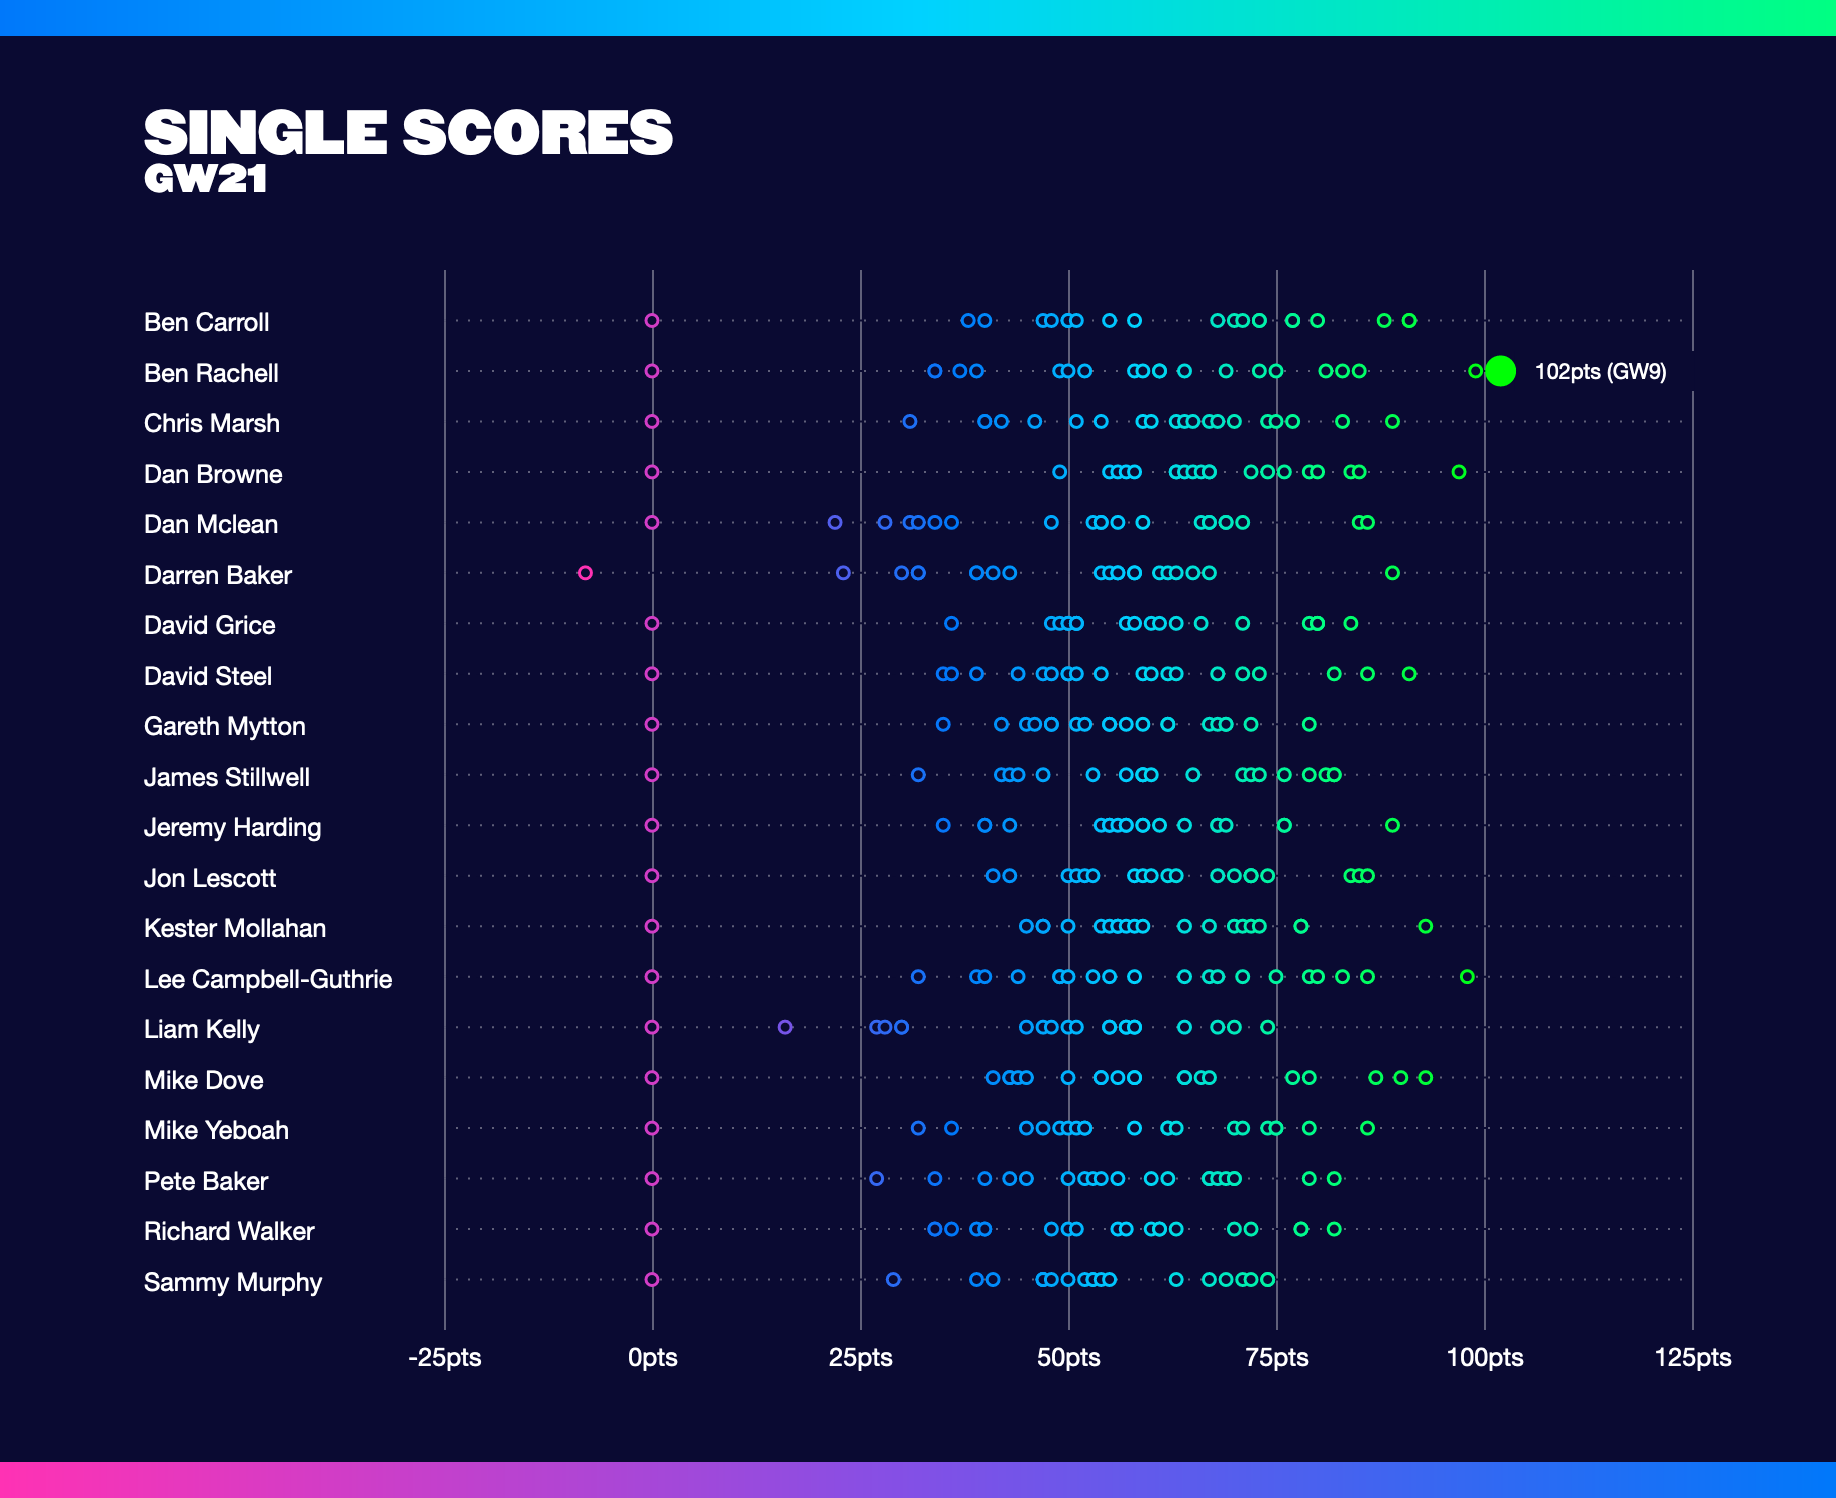 SINGLE SCORES
GW21
Ben Carroll
Ben Rachell
102pts (GW9)
Chris Marsh
Dan Browne
Dan Mclean
Darren Baker
David Grice
David Steel
Gareth Mytton
James Stillwell
Jeremy Harding
Jon Lescott
Kester Mollahan
Lee Campbell-Guthrie
Liam Kelly
Mike Dove
Mike Yeboah
Pete Baker
Richard Walker
Sammy Murphy
-25pts 0pts 25pts 50pts 75pts 100pts 125pts